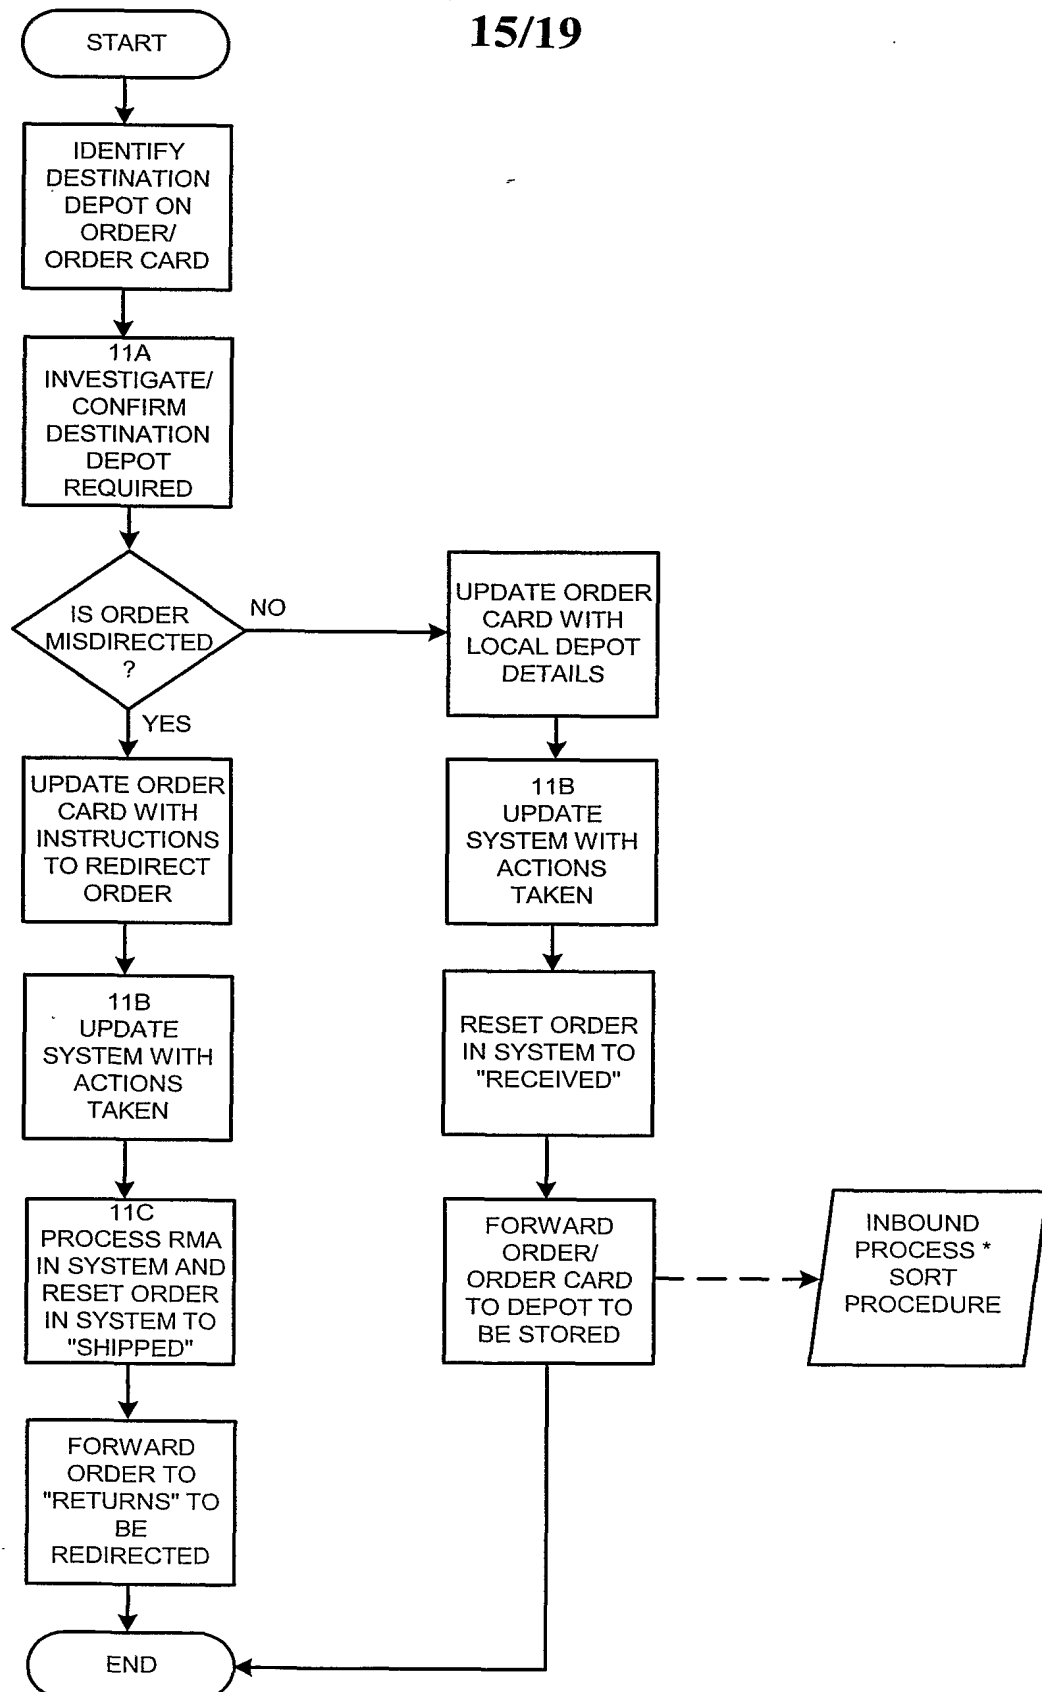 15/19
START
IDENTIFY
DESTINATION
DEPOT ON
ORDER/
ORDER CARD
11A
INVESTIGATE/
CONFIRM
DESTINATION
DEPOT
REQUIRED
IS ORDER
MISDIRECTED
?
NO
YES
UPDATE ORDER
CARD WITH
INSTRUCTIONS
TO REDIRECT
ORDER
11B
UPDATE
SYSTEM WITH
ACTIONS
TAKEN
11C
PROCESS RMA
IN SYSTEM AND
RESET ORDER
IN SYSTEM TO
"SHIPPED"
FORWARD
ORDER TO
"RETURNS" TO
BE
REDIRECTED
UPDATE ORDER
CARD WITH
LOCAL DEPOT
DETAILS
11B
UPDATE
SYSTEM WITH
ACTIONS
TAKEN
RESET ORDER
IN SYSTEM TO
"RECEIVED"
FORWARD
ORDER/
ORDER CARD
TO DEPOT TO
BE STORED
INBOUND
PROCESS *
SORT
PROCEDURE
END